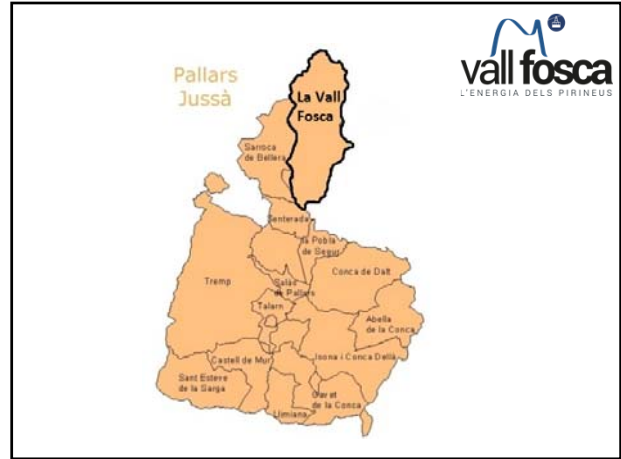 Pallars
Jussà
vall fosca
L'ENERGIA DELS PIRINEUS
La Vall
Fosca
Sarroca
de Bellera
Senterada
la Pobla
de Segur
Conca de Dalt
Tremp
Salàs
de Pallars
Talarn
Abella
de la Conca
Castell de Mur
Isona i Conca Dellà
Sant Esteve
de la Sarga
Gavet
de la Conca
Llimiana